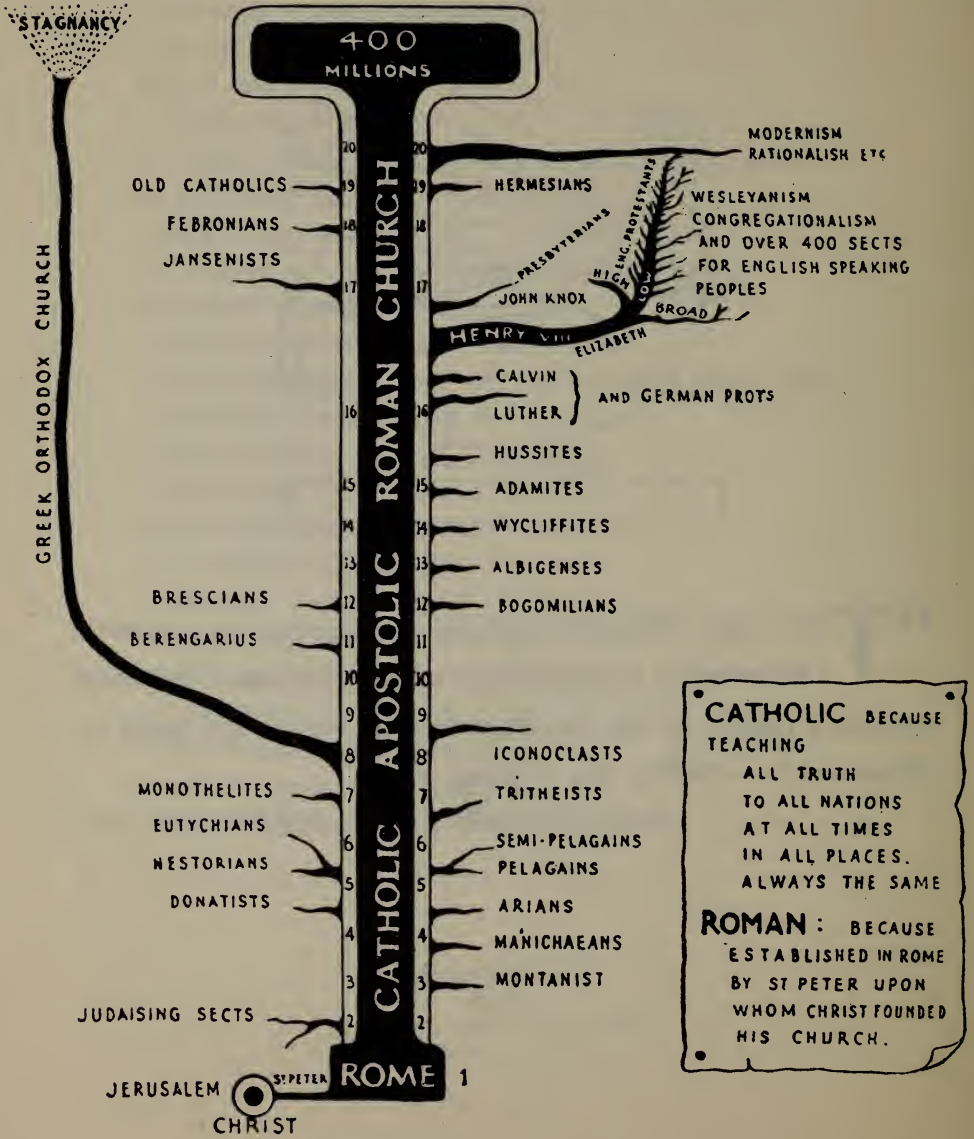 STAGNANCY
400
MILLIONS
GREEK ORTHODOX CHURCH
CATHOLIC APOSTOLIC ROMAN CHURCH
20
20
MODERNISM
RATIONALISH ETC
OLD CATHOLICS
19
19
HERMESIANS
FEBRONIANS
18
18
JANSENISTS
17
17
PRESBYTERIANS
JOHN KNOX
HIGH
ENG. PROTESTANTS
LOW
BROAD
WESLEYANISM
CONGREGATIONALISM
AND OVER 400 SECTS
FOR ENGLISH SPEAKING
PEOPLES
HENRY VIII
ELIZABETH
CALVIN
LUTHER
AND GERMAN PROTS
16
16
HUSSITES
15
15
ADAMITES
14
14
WYCLIFFITES
13
13
ALBIGENSES
BRESCIANS
12
12
BOGOMILIANS
BERENGARIUS
11
11
10
10
9
9
8
8
ICONOCLASTS
MONOTHELITES
7
7
TRITHEISTS
EUTYCHIANS
6
6
SEMI-PELAGAINS
NESTORIANS
PELAGAINS
5
5
DONATISTS
ARIANS
4
4
MANICHAEANS
3
3
MONTANIST
JUDAISING SECTS
2
2
JERUSALEM
ST PETER
ROME
1
CHRIST
CATHOLIC BECAUSE
TEACHING
ALL TRUTH
TO ALL NATIONS
AT ALL TIMES
IN ALL PLACES.
ALWAYS THE SAME
ROMAN: BECAUSE
ESTABLISHED IN ROME
BY ST PETER UPON
WHOM CHRIST FOUNDED
HIS CHURCH.